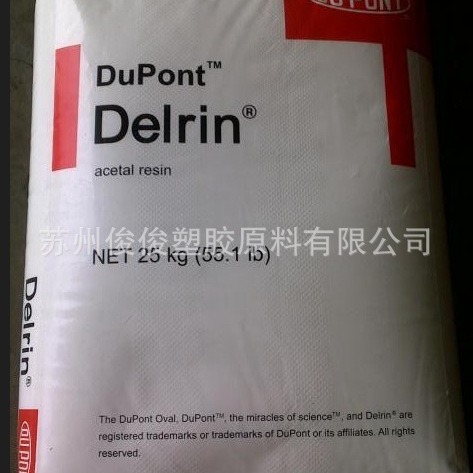 DUPONT
DuPont™
Delrin®
acetal resin
苏州俊俊塑胶原料有限公司
NET 25 kg (55.1 lb)
Delrin®
DUPONT
The DuPont Oval, DuPont™, the miracles of science™, and Delrin® are
registered trademarks or trademarks of DuPont or its affiliates. All rights
reserved.